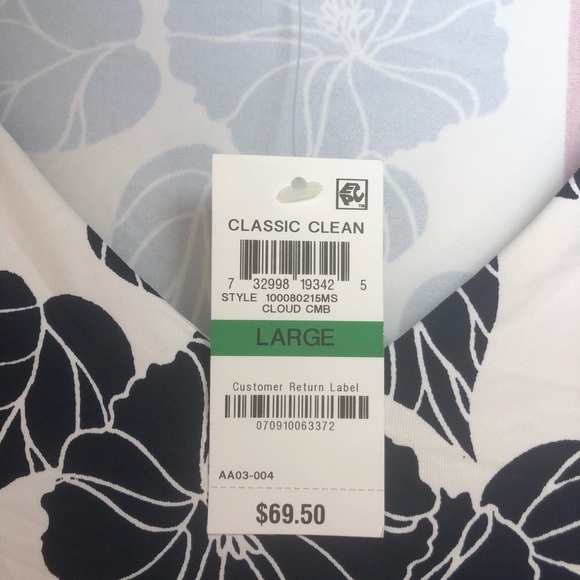 CLASSIC CLEAN
7 32998 19342 5
STYLE 100080215MS
CLOUD CMB
LARGE
Customer Return Label
070910063372
AA03-004
$69.50